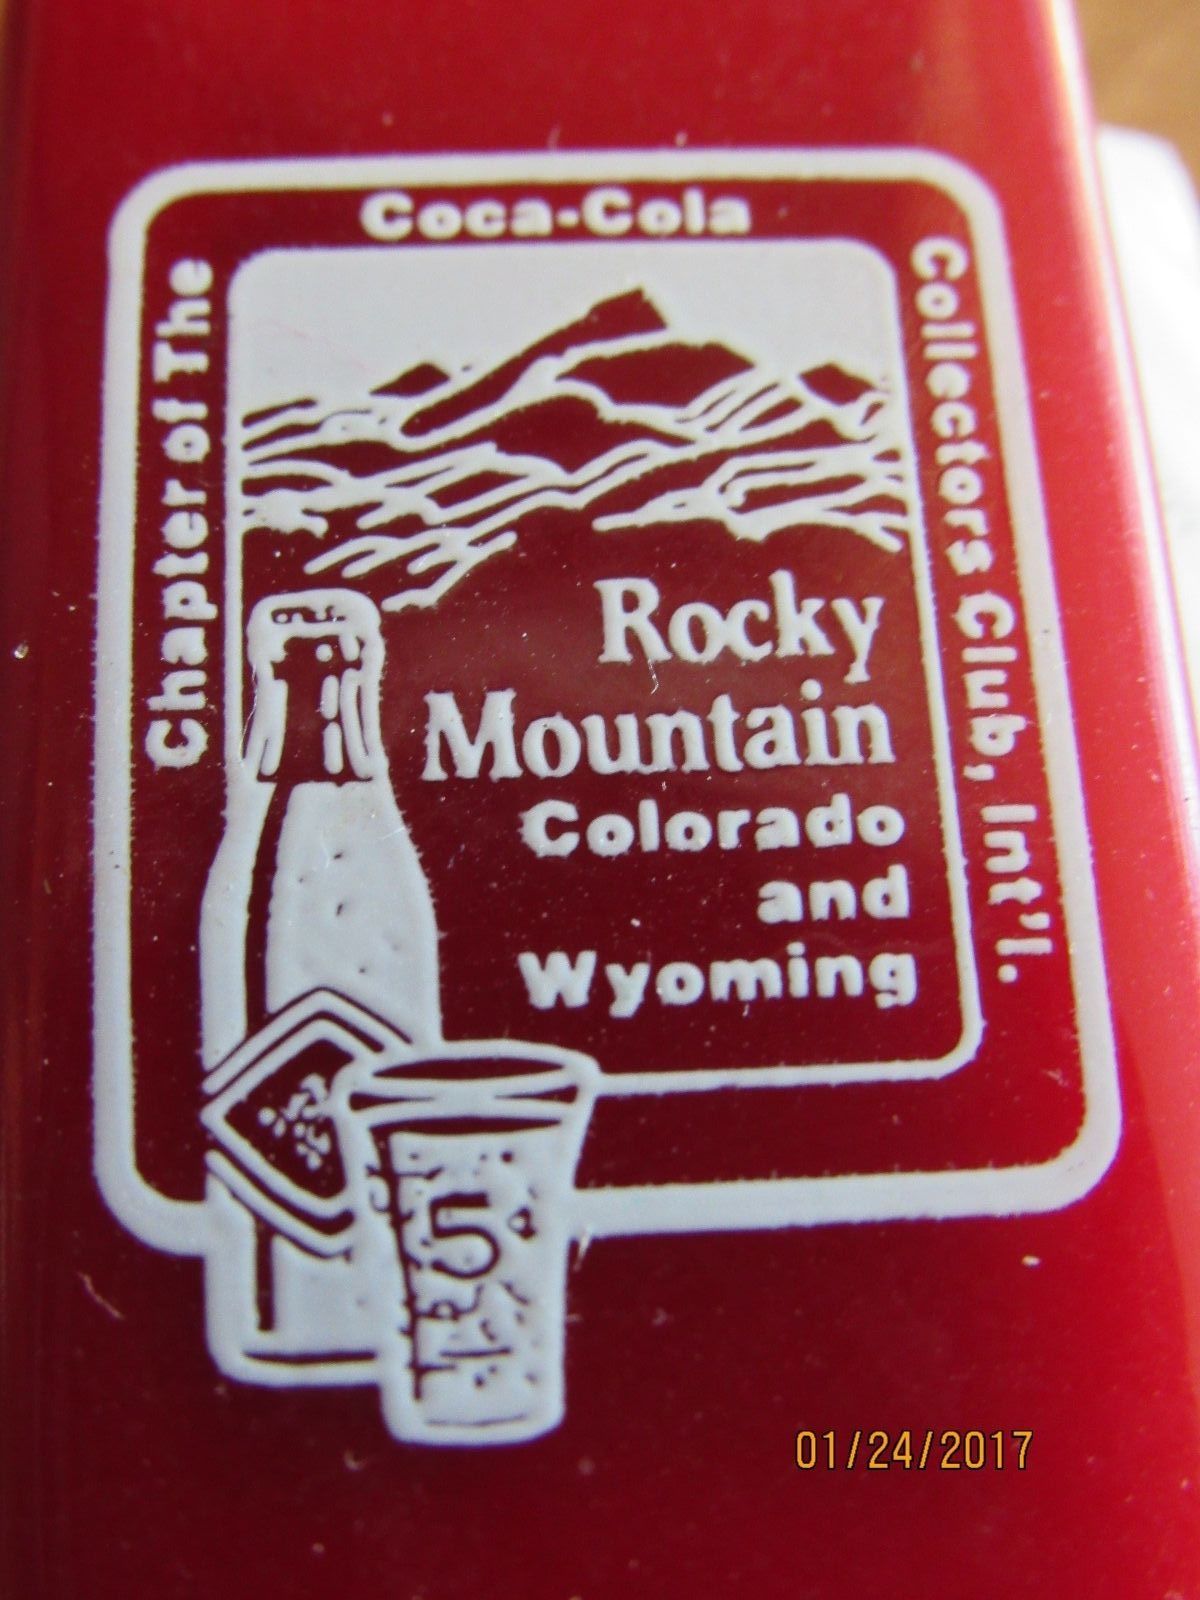 Chapter of The
Coca-Cola
Collectors Club, Int'l.
Rocky
Mountain
Colorado
and
Wyoming
5
01/24/2017